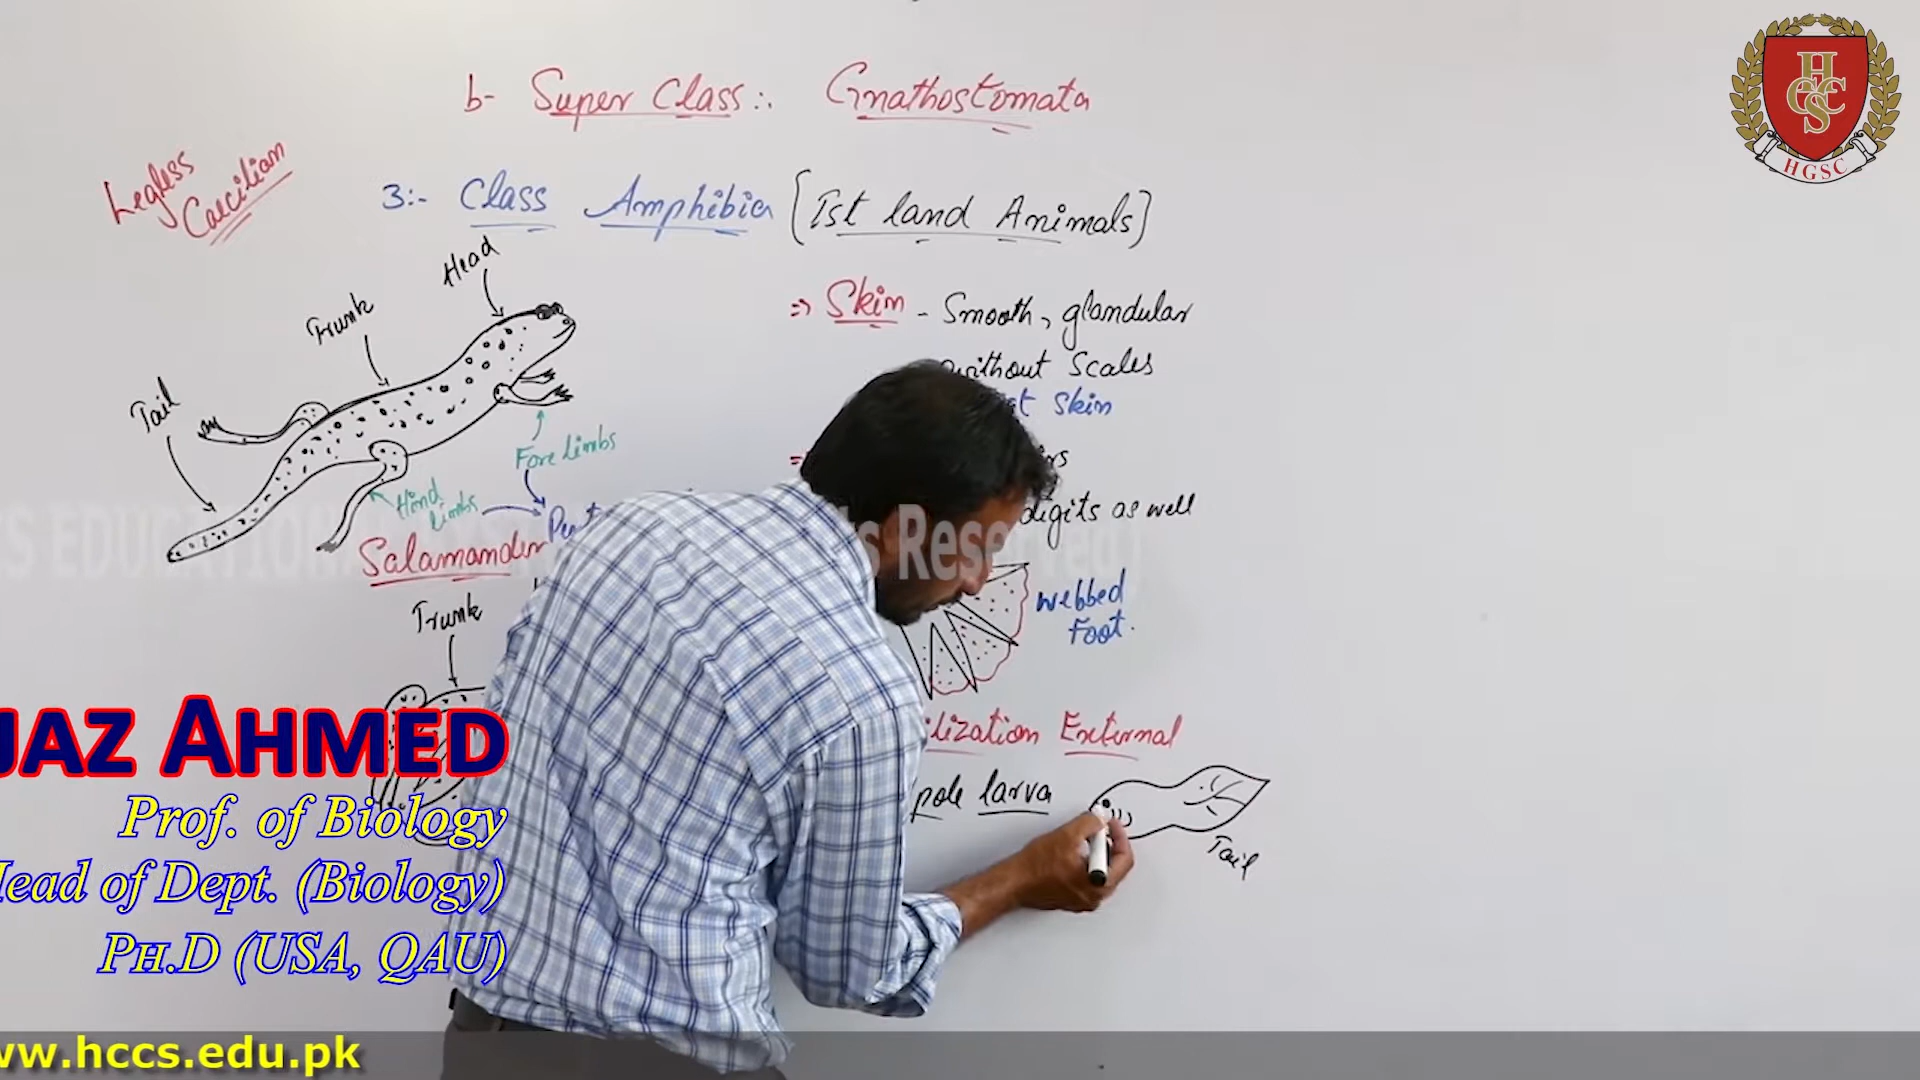 b- Super Class:. Gnathostomata
Legless
Caecilian
3:- Class Amphibia [Ist land Animals]
Head
Trunk
Tail
=> Skin - Smooth, glandular
without Scales
Skin
Fore limbs
Hind
limbs
digits as well
Salamander
Webbed
Foot.
Trunk
External
larva
Tail
HGSC
AHMED
Prof. of Biology
Head of Dept. (Biology)
PH.D (USA, QAU)
www.hccs.edu.pk